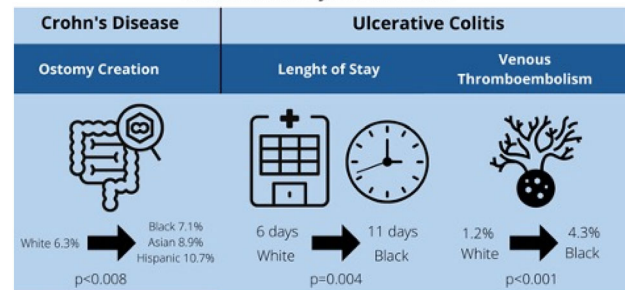 Crohn's Disease
Ulcerative Colitis
Ostomy Creation
Lenght of Stay
Venous
Thromboembolism
White 6.3%
Black 7.1%
Asian 8.9%
Hispanic 10.7%
p<0.008
6 days
White
11 days
Black
p=0.004
1.2%
White
4.3%
Black
p<0.001